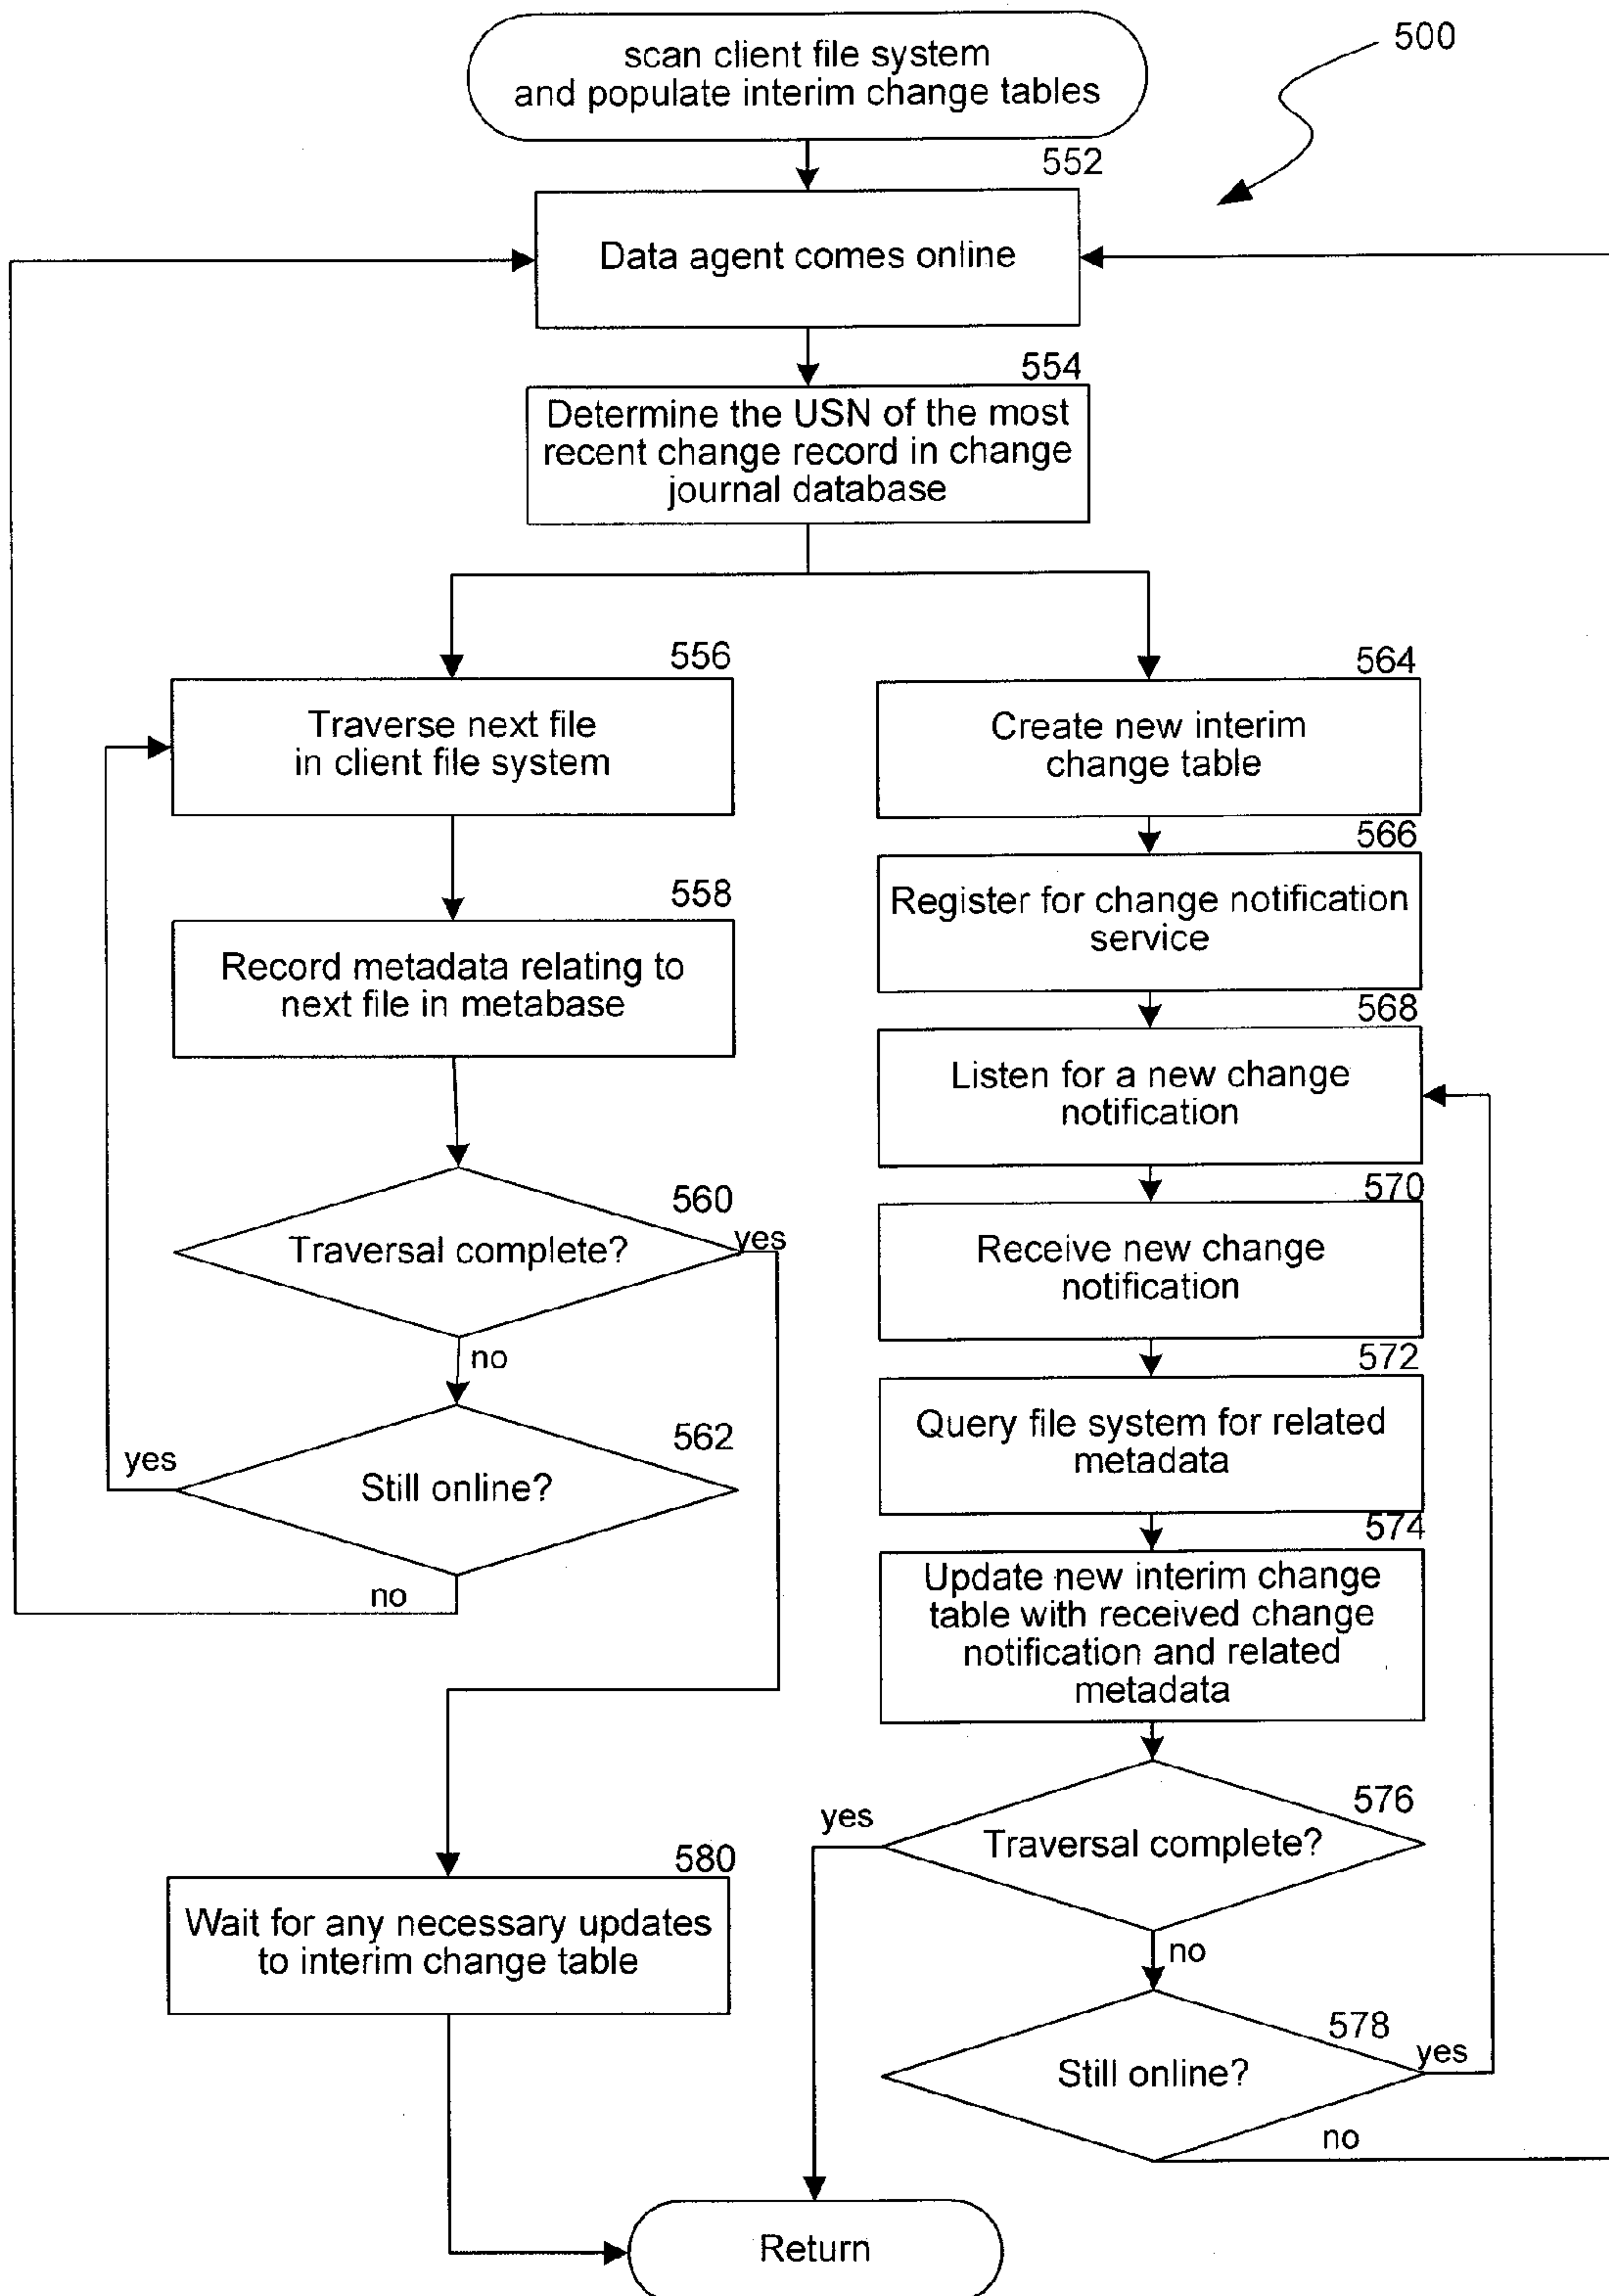 scan client file system
and populate interim change tables
500
552
Data agent comes online
554
Determine the USN of the most
recent change record in change
journal database
556
Traverse next file
in client file system
558
Record metadata relating to
next file in metabase
560
Traversal complete?
yes
no
562
Still online?
yes
no
564
Create new interim
change table
566
Register for change notification
service
568
Listen for a new change
notification
570
Receive new change
notification
572
Query file system for related
metadata
574
Update new interim change
table with received change
notification and related
metadata
576
Traversal complete?
yes
no
578
Still online?
yes
no
580
Wait for any necessary updates
to interim change table
Return